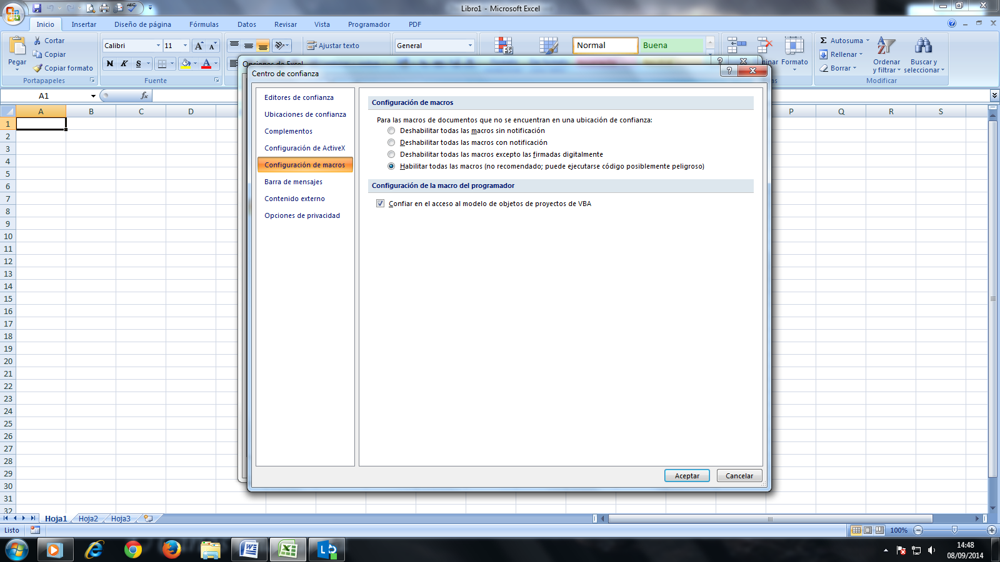 Libro1 - Microsoft Excel
Inicio Insertar Diseño de página Fórmulas Datos Revisar Vista Programador PDF
Pegar
Cortar
Copiar
Copiar formato
Portapapeles
Calibri 11
N K S
Fuente
Ajustar texto
General
Normal Buena
Formato
Autosuma
Rellenar
Borrar
Ordenar y filtrar
Buscar y seleccionar
Modificar
Opciones de Excel
A1
fx
A B C D P Q R S
Centro de confianza
Editores de confianza
Ubicaciones de confianza
Complementos
Configuración de ActiveX
Configuración de macros
Barra de mensajes
Contenido externo
Opciones de privacidad
Configuración de macros
Para las macros de documentos que no se encuentran en una ubicación de confianza:
Deshabilitar todas las macros sin notificación
Deshabilitar todas las macros con notificación
Deshabilitar todas las macros excepto las firmadas digitalmente
Habilitar todas las macros (no recomendado; puede ejecutarse código posiblemente peligroso)
Configuración de la macro del programador
Confiar en el acceso al modelo de objetos de proyectos de VBA
Aceptar Cancelar
1
2
3
4
5
6
7
8
9
10
11
12
13
14
15
16
17
18
19
20
21
22
23
24
25
26
27
28
29
30
31
32
Hoja1 Hoja2 Hoja3
Listo
100%
14:48
08/09/2014